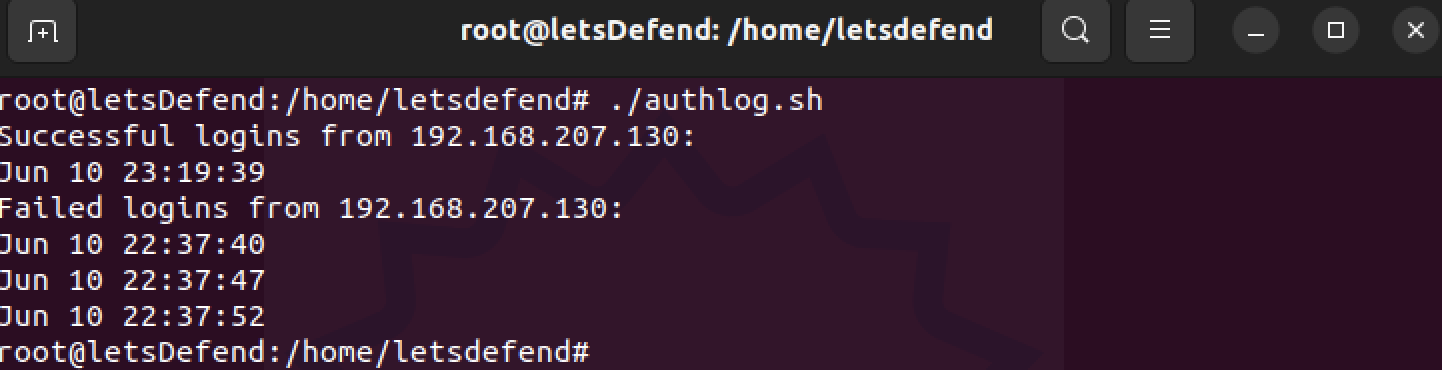 root@letsDefend: /home/letsdefend
root@letsDefend:/home/letsdefend# ./authlog.sh
Successful logins from 192.168.207.130:
Jun 10 23:19:39
Failed logins from 192.168.207.130:
Jun 10 22:37:40
Jun 10 22:37:47
Jun 10 22:37:52
root@letsDefend:/home/letsdefend#